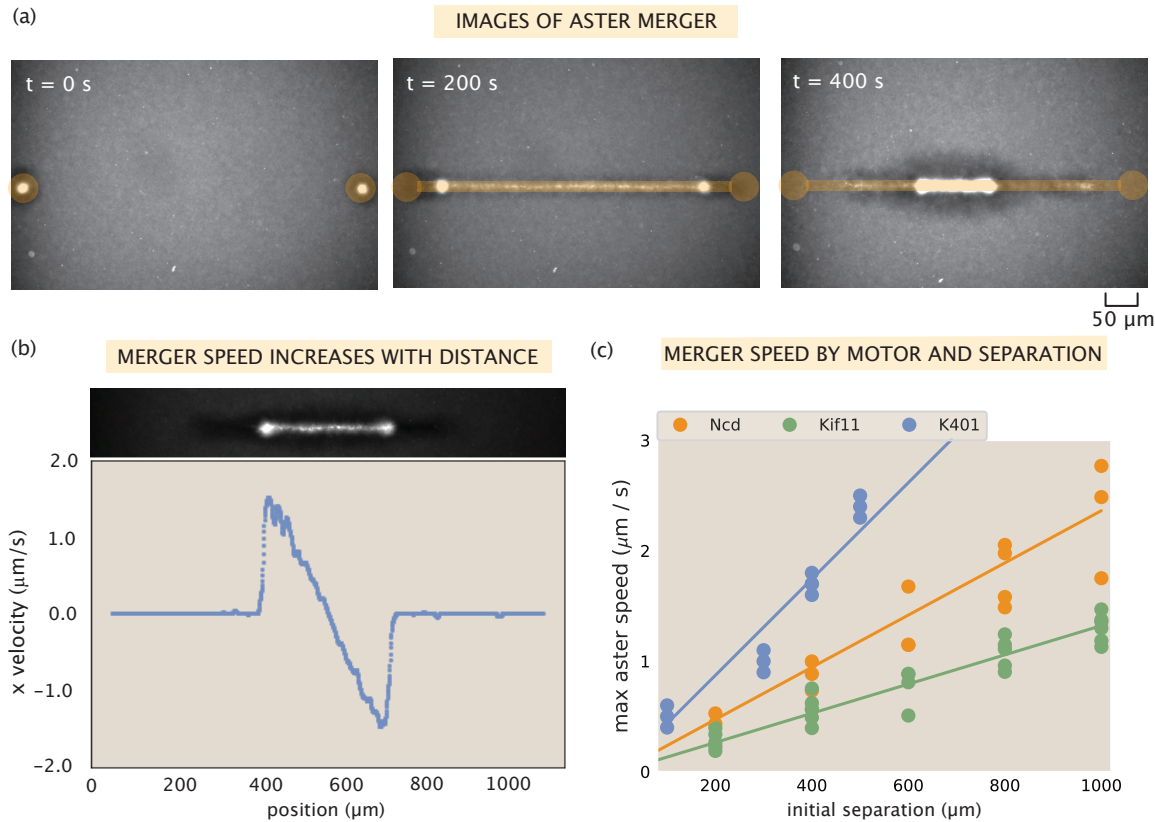 (a)
IMAGES OF ASTER MERGER
t = 0 s
t = 200 s
t = 400 s
50 µm
(b)
MERGER SPEED INCREASES WITH DISTANCE
2.0
1.0
0.0
−1.0
−2.0
x velocity (µm/s)
0 200 400 600 800 1000
position (µm)
(c)
MERGER SPEED BY MOTOR AND SEPARATION
Ncd Kif11 K401
3
2
1
0
max aster speed (µm / s)
200 400 600 800 1000
initial separation (µm)